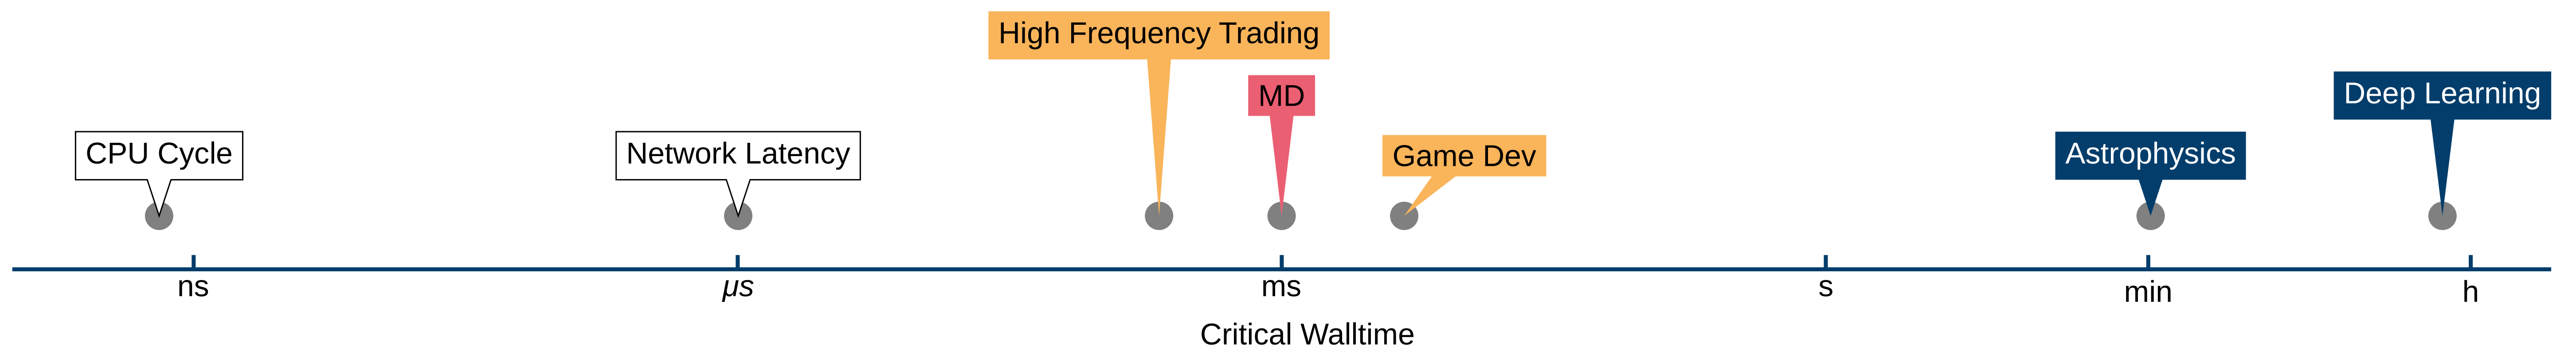 High Frequency Trading
MD
Deep Learning
CPU Cycle
Network Latency
Game Dev
Astrophysics
ns
μs
ms
s
min
h
Critical Walltime